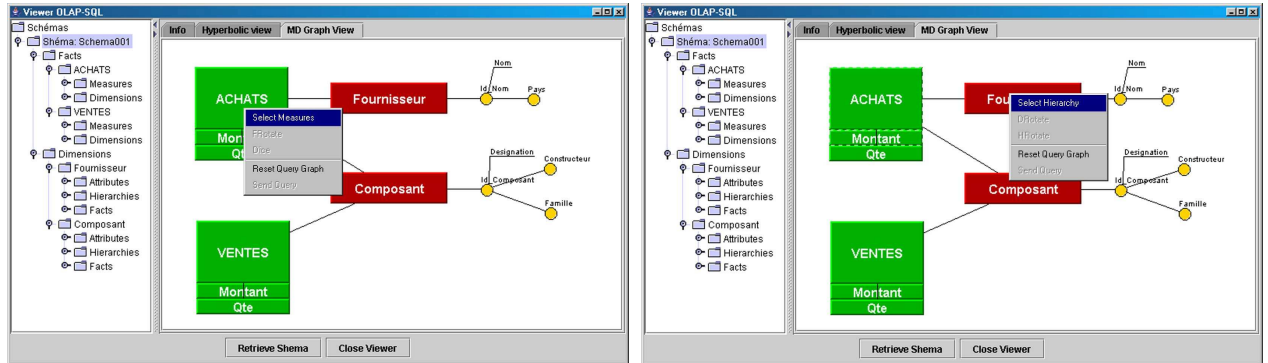 Viewer OLAP-SQL
Schémas
Shéma: Schema001
Facts
ACHATS
Measures
Dimensions
VENTES
Measures
Dimensions
Dimensions
Fournisseur
Attributes
Hierarchies
Facts
Composant
Attributes
Hierarchies
Facts
Info Hyperbolic view MD Graph View
ACHATS
Montant
Qte
Fournisseur
Nom
Id_Nom
Pays
Select Measures
FRotate
Dice
Reset Query Graph
Send Query
Composant
Designation
Id_Composant
Constructeur
Famille
VENTES
Montant
Qte
Retrieve Shema Close Viewer
Viewer OLAP-SQL
Schémas
Shéma: Schema001
Facts
ACHATS
Measures
Dimensions
VENTES
Measures
Dimensions
Dimensions
Fournisseur
Attributes
Hierarchies
Facts
Composant
Attributes
Hierarchies
Facts
Info Hyperbolic view MD Graph View
ACHATS
Montant
Qte
Fou
Nom
Id_Nom
Pays
Select Hierarchy
DRotate
HRotate
Reset Query Graph
Send Query
Composant
Designation
Id_Composant
Constructeur
Famille
VENTES
Montant
Qte
Retrieve Shema Close Viewer